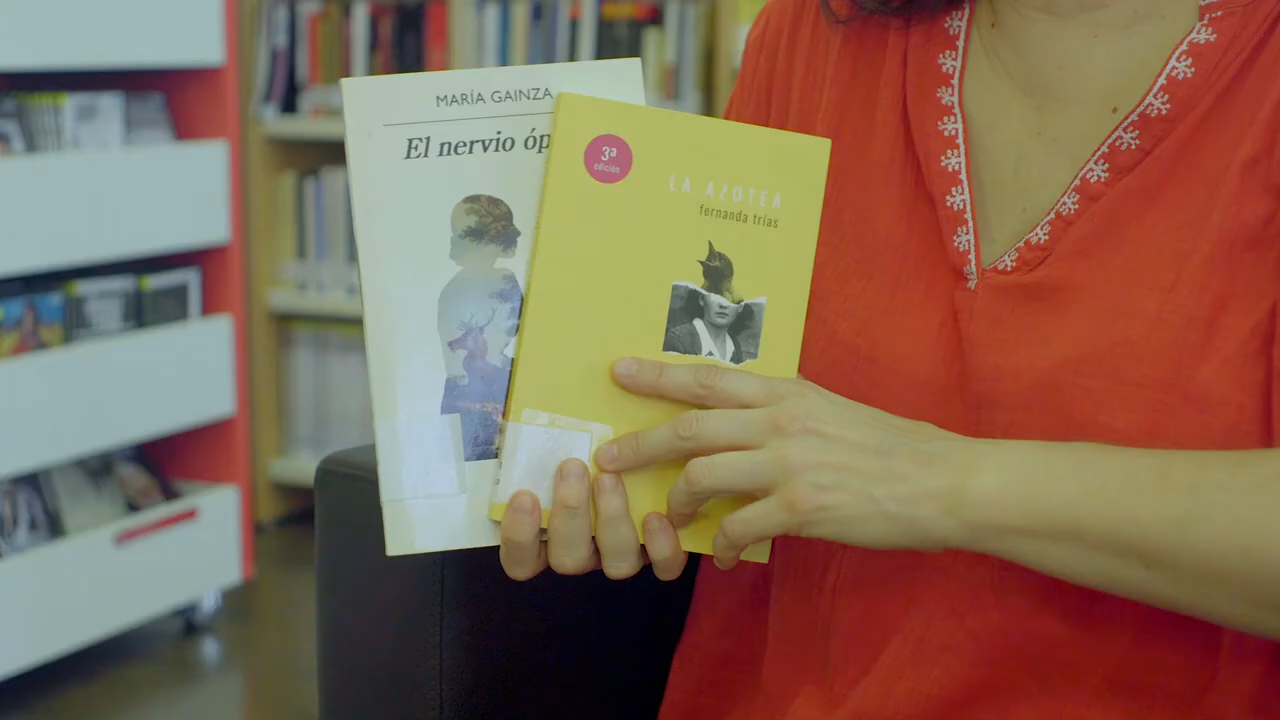 MARÍA GAINZA
El nervio óp
3ª
edición
LA AZOTEA
fernanda trías